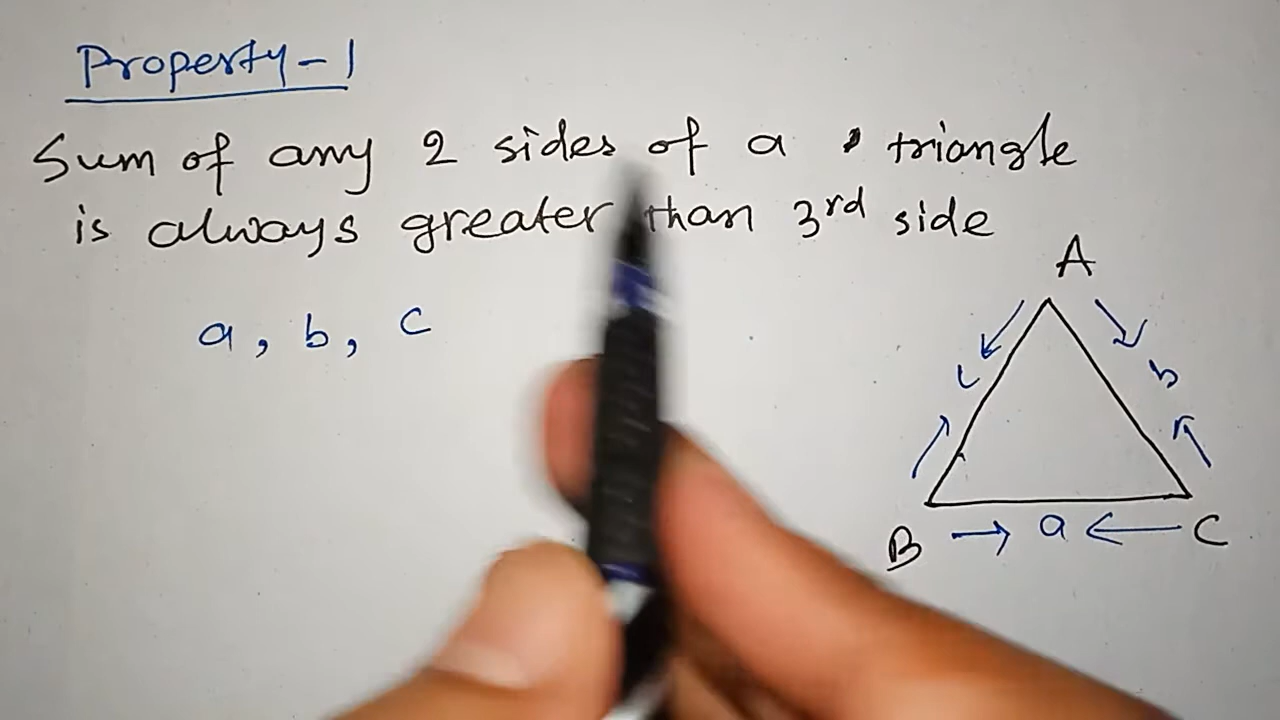 Property-1
Sum of any 2 sides of a triangle
is always greater than 3rd side
a, b, c
A
c
b
B
a
C